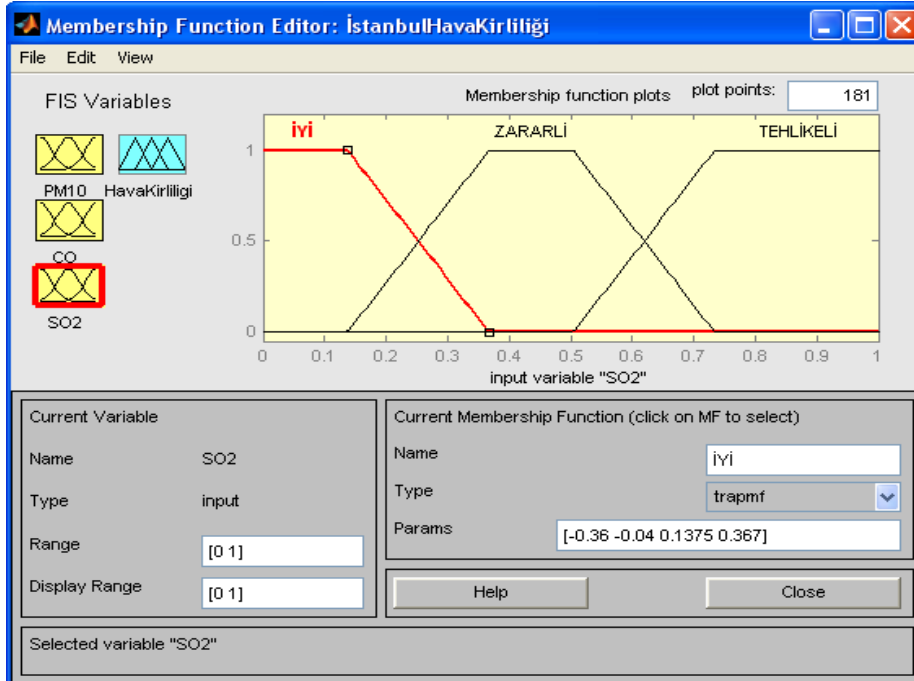 Membership Function Editor: İstanbulHavaKirliliği
File Edit View
FIS Variables
Membership function plots plot points: 181
PM10 HavaKirliligi
CO
SO2
İYİ ZARARLİ TEHLİKELİ
1
0.5
0
0 0.1 0.2 0.3 0.4 0.5 0.6 0.7 0.8 0.9 1
input variable "SO2"
Current Variable
Name SO2
Type input
Range [0 1]
Display Range [0 1]
Current Membership Function (click on MF to select)
Name İYİ
Type trapmf
Params [-0.36 -0.04 0.1375 0.367]
Help Close
Selected variable "SO2"